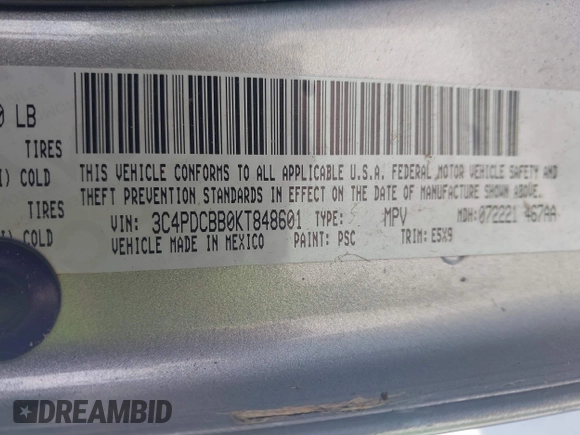 0 LB
TIRES
I) COLD
TIRES
I) COLD
THIS VEHICLE CONFORMS TO ALL APPLICABLE U.S.A. FEDERAL MOTOR VEHICLE SAFETY AND
THEFT PREVENTION STANDARDS IN EFFECT ON THE DATE OF MANUFACTURE SHOWN ABOVE.
VIN: 3C4PDCBB0KT848601 TYPE: MPV MDH: 072221 467AA
VEHICLE MADE IN MEXICO PAINT: PSC TRIM: E5X9
DREAMBID